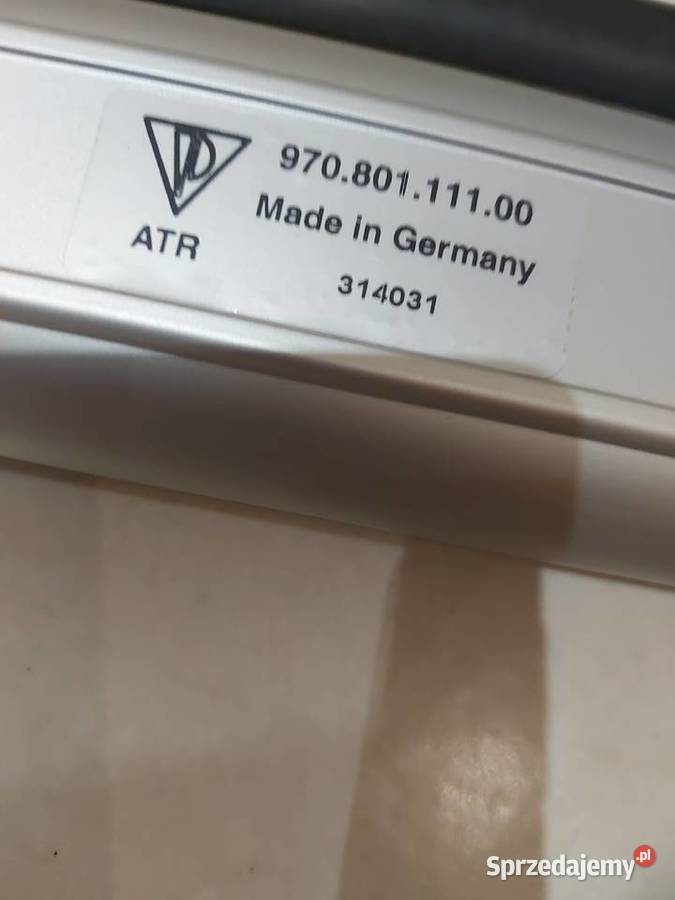 970.801.111.00
Made in Germany
ATR
314031
Sprzedajemy.pl